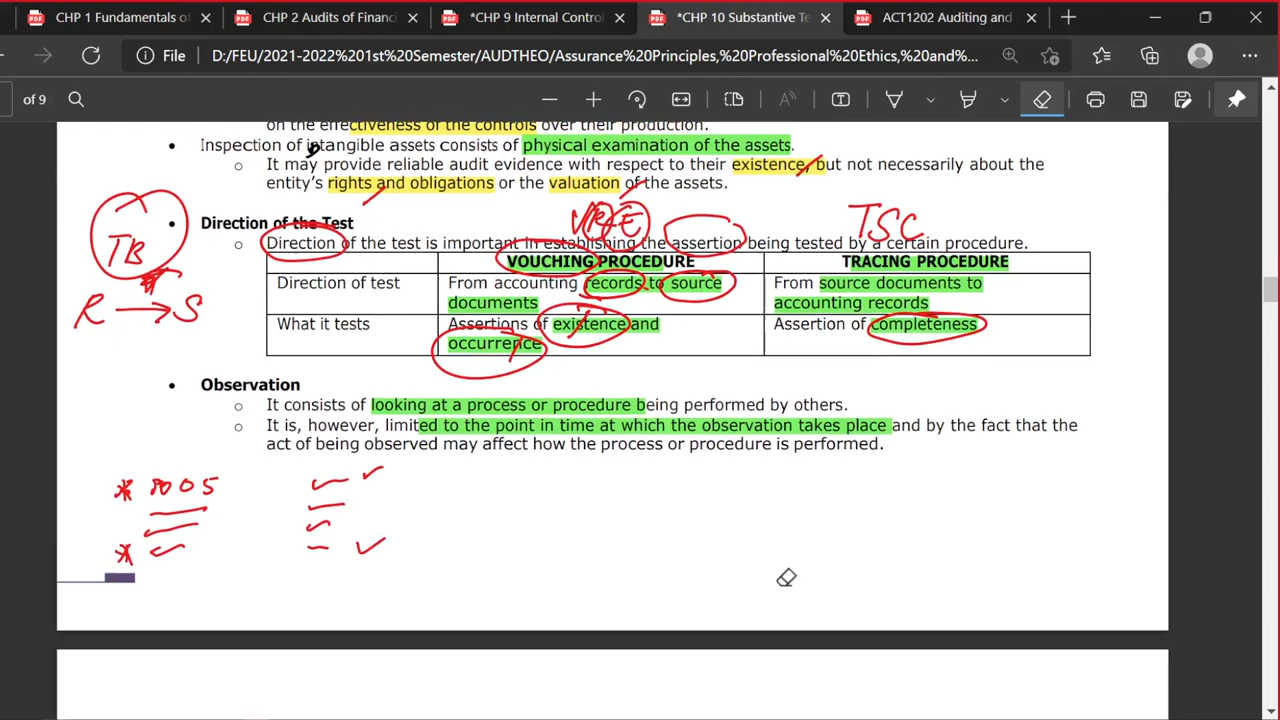 CHP 1 Fundamentals of
CHP 2 Audits of Financi
*CHP 9 Internal Control
*CHP 10 Substantive Te
ACT1202 Auditing and
File
D:/FEU/2021-2022%201st%20Semester/AUDTHEO/Assurance%20Principles,%20Professional%20Ethics,%20and%...
of 9
on the effectiveness of the controls over their production.
• Inspection of intangible assets consists of physical examination of the assets.
o It may provide reliable audit evidence with respect to their existence, but not necessarily about the
entity's rights and obligations or the valuation of the assets.
• Direction of the Test
TSC
TB
R → S
o Direction of the test is important in establishing the assertion being tested by a certain procedure.
VOUCHING PROCEDURE
TRACING PROCEDURE
Direction of test
From accounting records to source
documents
From source documents to
accounting records
What it tests
Assertions of existence and
occurrence
Assertion of completeness
• Observation
o It consists of looking at a process or procedure being performed by others.
o It is, however, limited to the point in time at which the observation takes place and by the fact that the
act of being observed may affect how the process or procedure is performed.